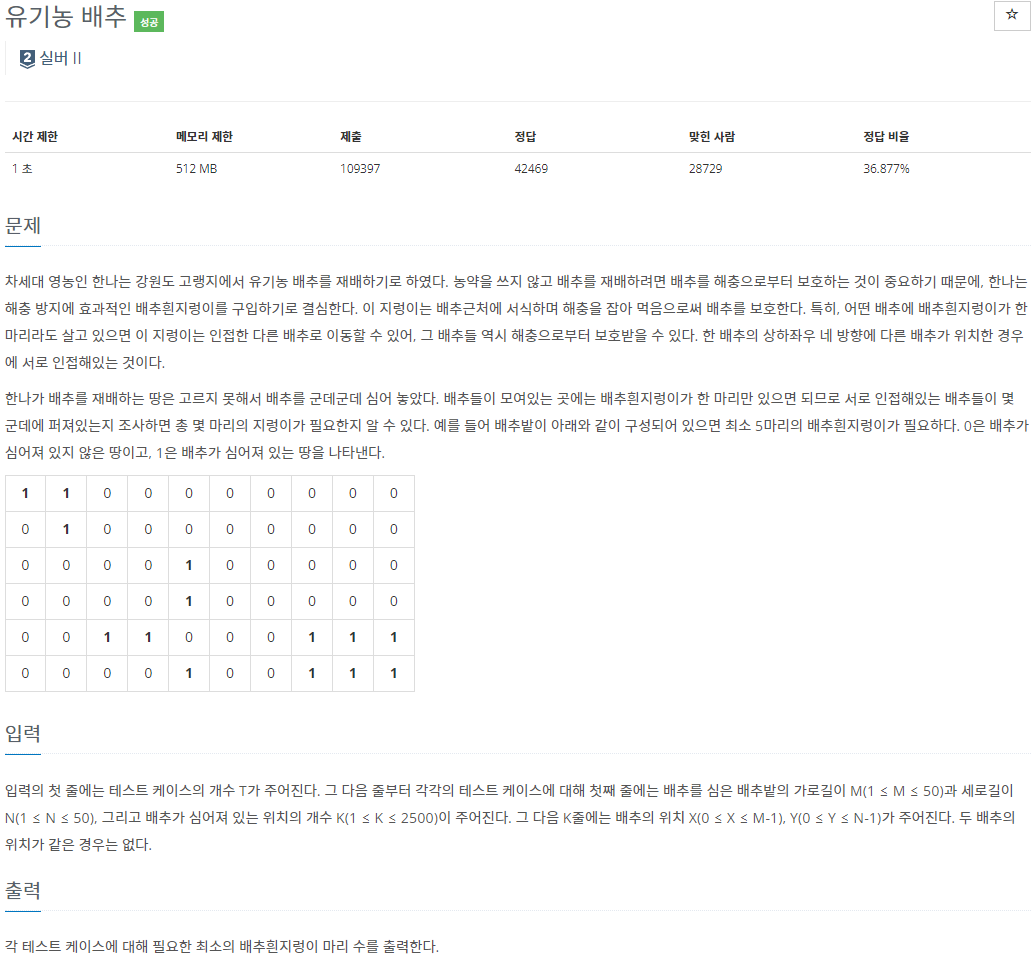 유기농 배추 성공
☆
2 실버 II
시간 제한 메모리 제한 제출 정답 맞힌 사람 정답 비율
1 초 512 MB 109397 42469 28729 36.877%
문제
차세대 영농인 한나는 강원도 고랭지에서 유기농 배추를 재배하기로 하였다. 농약을 쓰지 않고 배추를 재배하려면 배추를 해충으로부터 보호하는 것이 중요하기 때문에, 한나는
해충 방지에 효과적인 배추흰지렁이를 구입하기로 결심한다. 이 지렁이는 배추근처에 서식하며 해충을 잡아 먹음으로써 배추를 보호한다. 특히, 어떤 배추에 배추흰지렁이가 한
마리라도 살고 있으면 이 지렁이는 인접한 다른 배추로 이동할 수 있어, 그 배추들 역시 해충으로부터 보호받을 수 있다. 한 배추의 상하좌우 네 방향에 다른 배추가 위치한 경우
에 서로 인접해있는 것이다.
한나가 배추를 재배하는 땅은 고르지 못해서 배추를 군데군데 심어 놓았다. 배추들이 모여있는 곳에는 배추흰지렁이가 한 마리만 있으면 되므로 서로 인접해있는 배추들이 몇
군데에 퍼져있는지 조사하면 총 몇 마리의 지렁이가 필요한지 알 수 있다. 예를 들어 배추밭이 아래와 같이 구성되어 있으면 최소 5마리의 배추흰지렁이가 필요하다. 0은 배추가
심어져 있지 않은 땅이고, 1은 배추가 심어져 있는 땅을 나타낸다.
1 1 0 0 0 0 0 0 0 0
0 1 0 0 0 0 0 0 0 0
0 0 0 0 1 0 0 0 0 0
0 0 0 0 1 0 0 0 0 0
0 0 1 1 0 0 0 1 1 1
0 0 0 0 1 0 0 1 1 1
입력
입력의 첫 줄에는 테스트 케이스의 개수 T가 주어진다. 그 다음 줄부터 각각의 테스트 케이스에 대해 첫째 줄에는 배추를 심은 배추밭의 가로길이 M(1 ≤ M ≤ 50)과 세로길이
N(1 ≤ N ≤ 50), 그리고 배추가 심어져 있는 위치의 개수 K(1 ≤ K ≤ 2500)이 주어진다. 그 다음 K줄에는 배추의 위치 X(0 ≤ X ≤ M-1), Y(0 ≤ Y ≤ N-1)가 주어진다. 두 배추의
위치가 같은 경우는 없다.
출력
각 테스트 케이스에 대해 필요한 최소의 배추흰지렁이 마리 수를 출력한다.